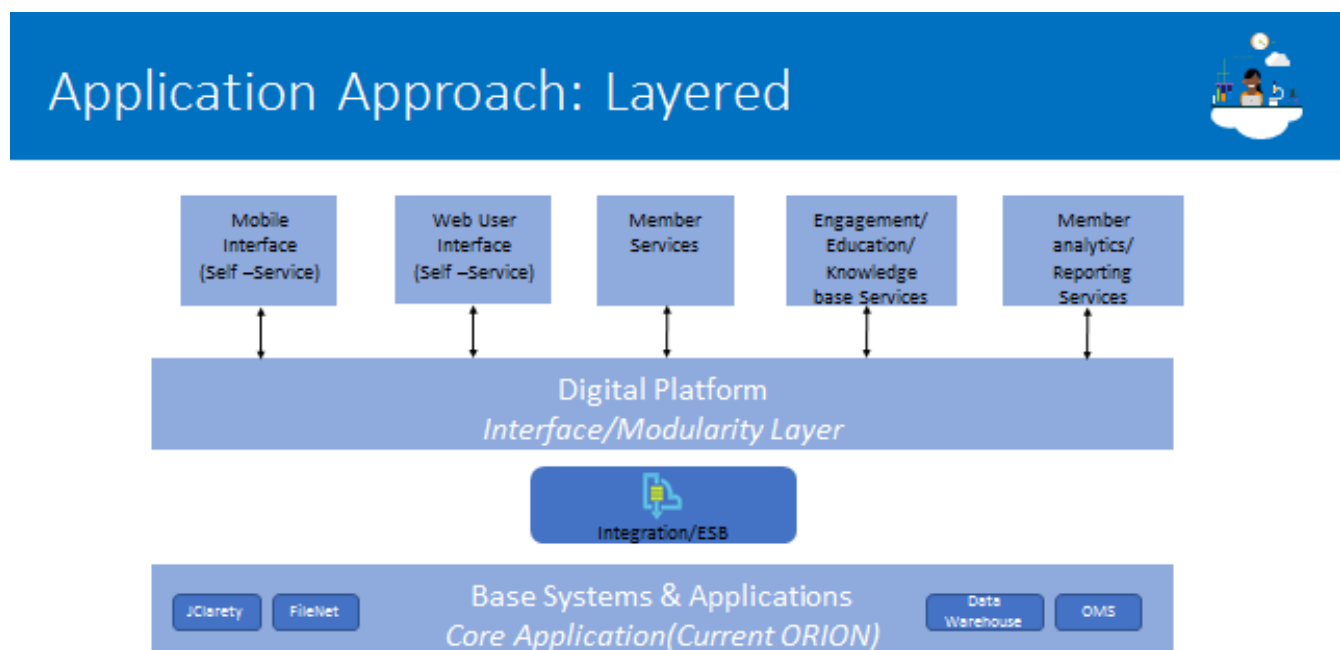 Application Approach: Layered
Mobile
Interface
(Self –Service)
Web User
Interface
(Self –Service)
Member
Services
Engagement/
Education/
Knowledge
base Services
Member
analytics/
Reporting
Services
Digital Platform
Interface/Modularity Layer
Integration/ESB
JClarety
FileNet
Base Systems & Applications
Core Application(Current ORION)
Data
Warehouse
OMS